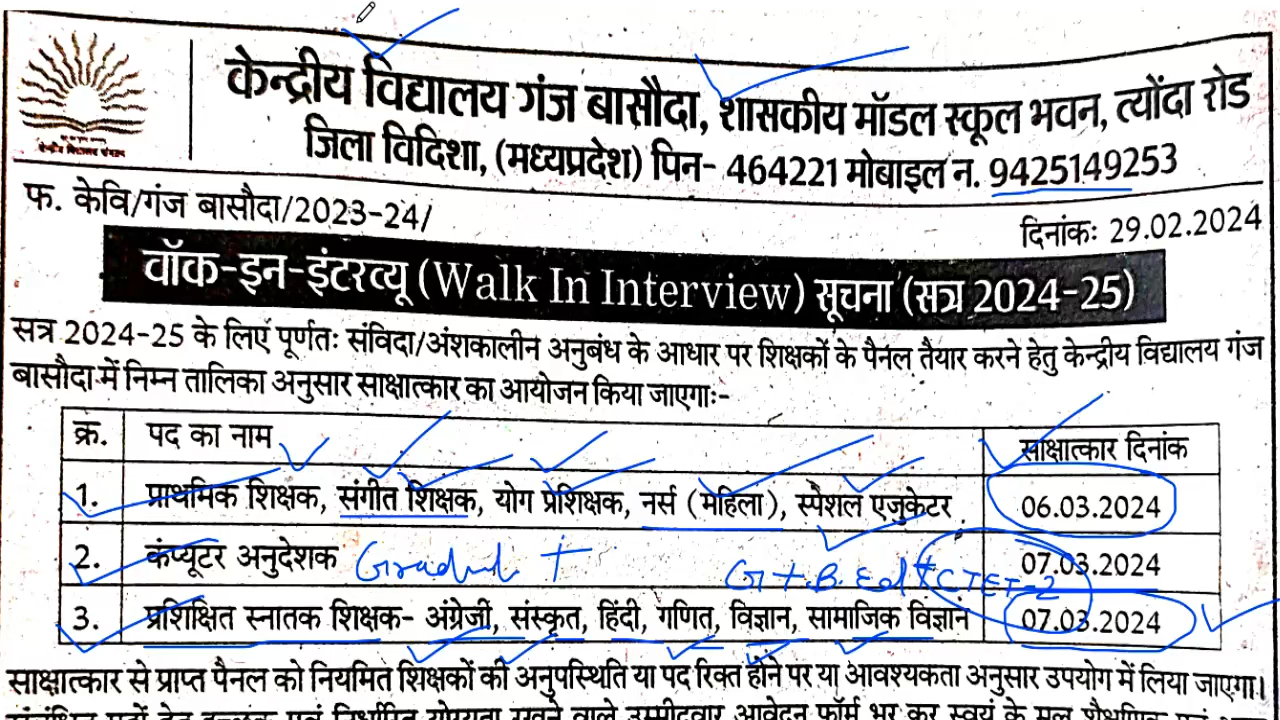 केन्द्रीय विद्यालय गंज बासौदा, शासकीय मॉडल स्कूल भवन, त्योंदा रोड
जिला विदिशा, (मध्यप्रदेश) पिन- 464221 मोबाइल न. 9425149253
फ. केवि/गंज बासौदा/2023-24/
दिनांकः 29.02.2024
वॉक-इन-इंटरव्यू (Walk In Interview) सूचना (सत्र 2024-25)
सत्र 2024-25 के लिएं पूर्णतः संविदा/अंशकालीन अनुबंध के आधार पर शिक्षकों के पैनल तैयार करने हेतु केन्द्रीय विद्यालय गंज
बासौदा में निम्न तालिका अनुसार साक्षात्कार का आयोजन किया जाएगाः-
क्र. पद का नाम साक्षात्कार दिनांक
1. प्राथमिक शिक्षक, संगीत शिक्षक, योग प्रशिक्षक, नर्स (महिला), स्पैशल एजुकेटर 06.03.2024
2. कंप्यूटर अनुदेशक 07.03.2024
G + B. Ed + CTET-2
3. प्रशिक्षित स्नातक शिक्षक- अंग्रेजी, संस्कृत, हिंदी, गणित, विज्ञान, सामाजिक विज्ञान 07.03.2024
साक्षात्कार से प्राप्त पैनल को नियमित शिक्षकों की अनुपस्थिति या पद रिक्त होने पर या आवश्यकता अनुसार उपयोग में लिया जाएगा।